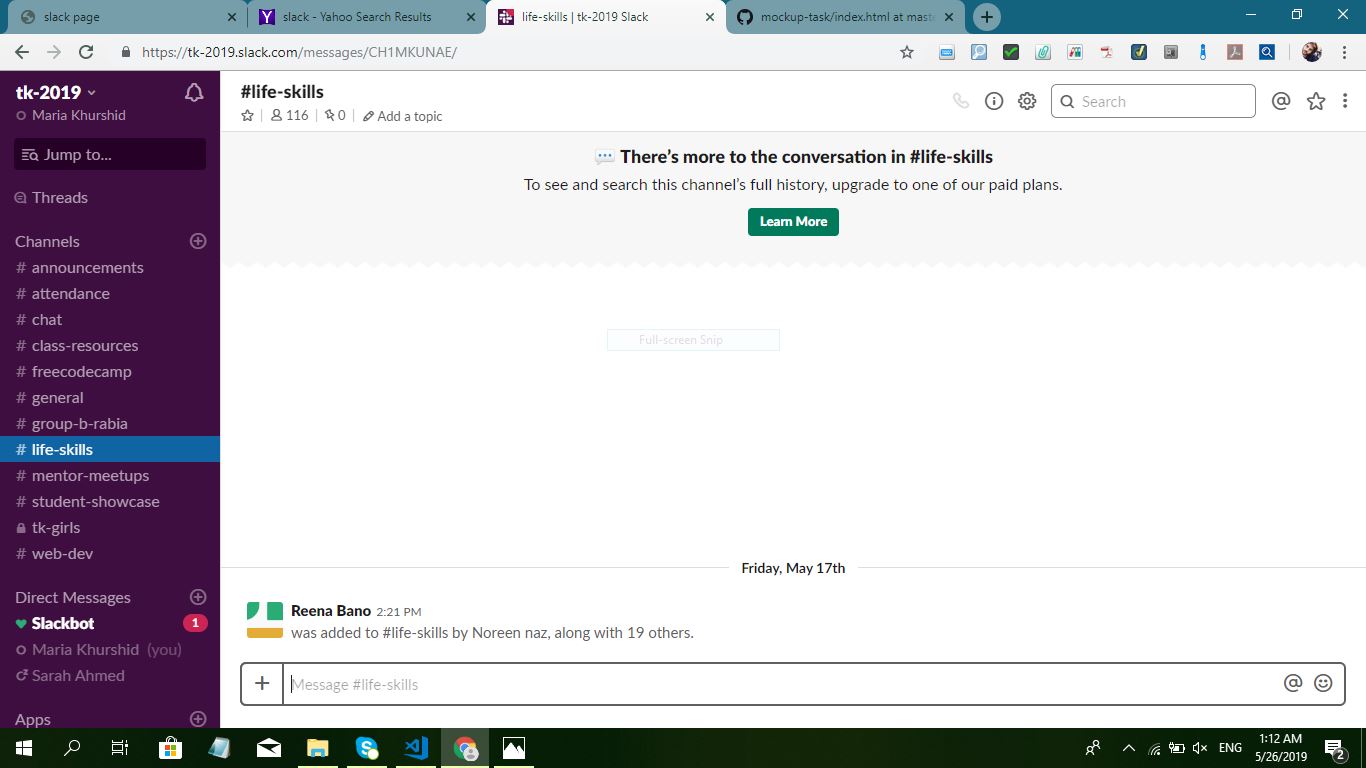 slack page
slack - Yahoo Search Results
life-skills | tk-2019 Slack
mockup-task/index.html at maste
https://tk-2019.slack.com/messages/CH1MKUNAE/
tk-2019
Maria Khurshid
Jump to...
Threads
Channels
# announcements
# attendance
# chat
# class-resources
# freecodecamp
# general
# group-b-rabia
# life-skills
# mentor-meetups
# student-showcase
tk-girls
# web-dev
Direct Messages
Slackbot 1
Maria Khurshid (you)
Sarah Ahmed
Apps
#life-skills
116 | 0 | Add a topic
Search
There’s more to the conversation in #life-skills
To see and search this channel’s full history, upgrade to one of our paid plans.
Learn More
Full-screen Snip
Friday, May 17th
Reena Bano 2:21 PM
was added to #life-skills by Noreen naz, along with 19 others.
Message #life-skills
ENG
1:12 AM
5/26/2019
2